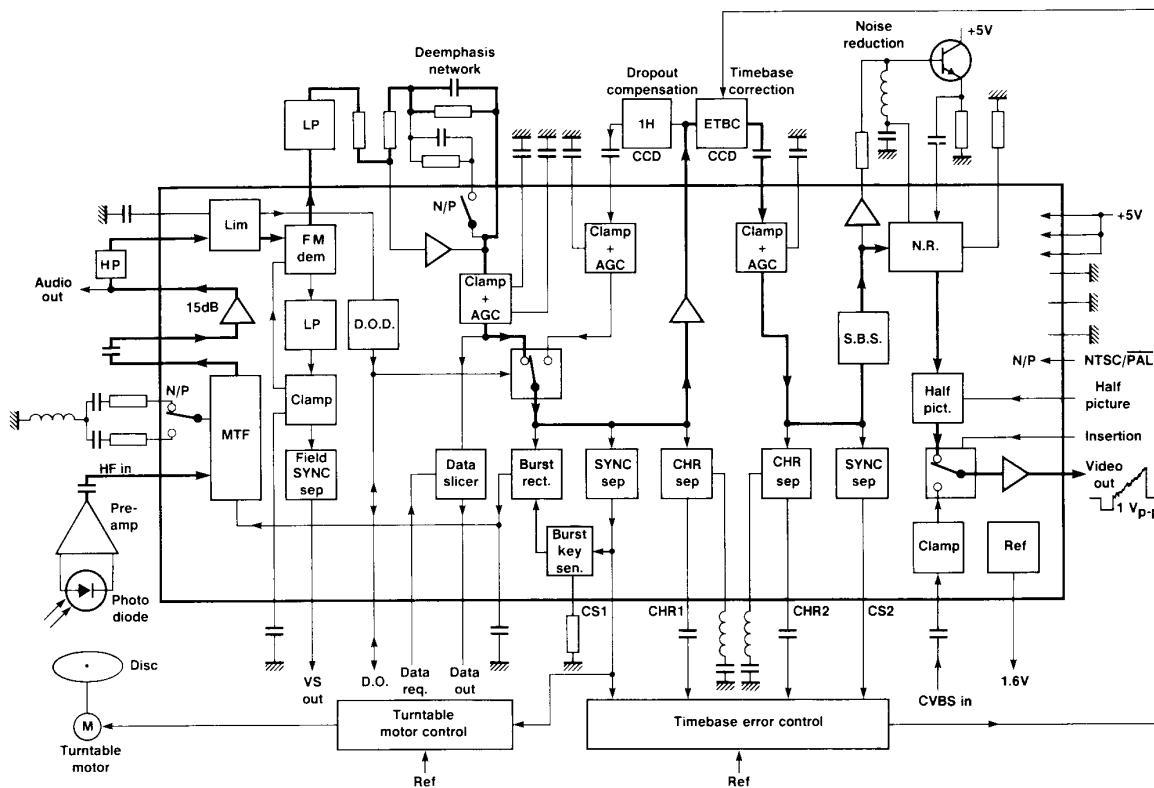 Noise
reduction
+5V
Deemphasis
network
Dropout
compensation
Timebase
correction
LP
1H
ETBC
CCD
CCD
N/P
Lim
FM
dem
Clamp
+
AGC
Clamp
+
AGC
N.R.
+5V
HP
Audio
out
15dB
LP
D.O.D.
Clamp
+
AGC
S.B.S.
N/P
NTSC/PAL
N/P
MTF
Clamp
Half
pict.
Half
picture
Insertion
HF in
Field
SYNC
sep
Data
slicer
Burst
rect.
SYNC
sep
CHR
sep
CHR
sep
SYNC
sep
Video
out
1 Vp-p
Pre-
amp
Burst
key
sen.
Clamp
Ref
Photo
diode
CS1
CHR1
CHR2
CS2
Disc
VS
out
D.O.
Data
req.
Data
out
CVBS in
1.6V
M
Turntable
motor
Turntable
motor control
Timebase error control
Ref
Ref